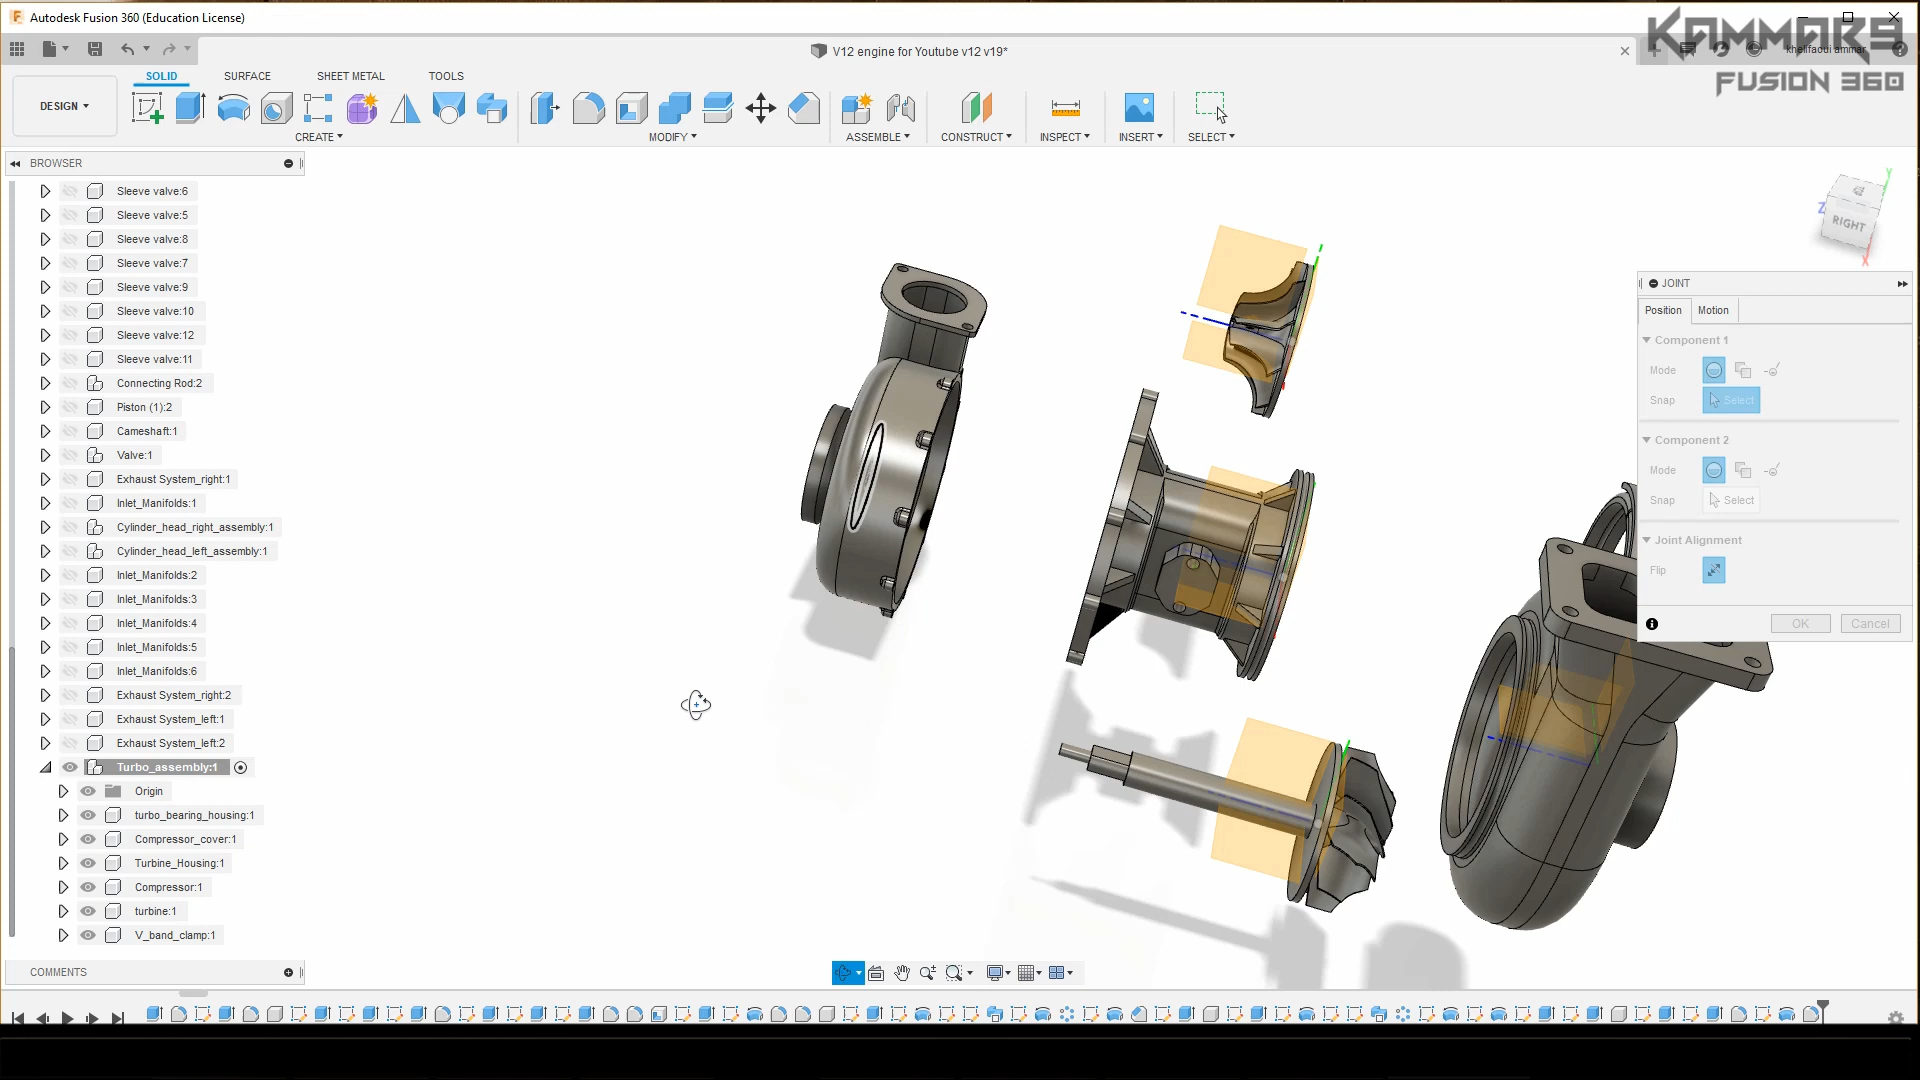 Autodesk Fusion 360 (Education License)
KAMMARS
FUSION 360
V12 engine for Youtube v12 v19*
khelifaoui ammar
DESIGN
SOLID
SURFACE
SHEET METAL
TOOLS
CREATE
MODIFY
ASSEMBLE
CONSTRUCT
INSPECT
INSERT
SELECT
BROWSER
Sleeve valve:6
Sleeve valve:5
Sleeve valve:8
Sleeve valve:7
Sleeve valve:9
Sleeve valve:10
Sleeve valve:12
Sleeve valve:11
Connecting Rod:2
Piston (1):2
Cameshaft:1
Valve:1
Exhaust System_right:1
Inlet_Manifolds:1
Cylinder_head_right_assembly:1
Cylinder_head_left_assembly:1
Inlet_Manifolds:2
Inlet_Manifolds:3
Inlet_Manifolds:4
Inlet_Manifolds:5
Inlet_Manifolds:6
Exhaust System_right:2
Exhaust System_left:1
Exhaust System_left:2
Turbo_assembly:1
Origin
turbo_bearing_housing:1
Compressor_cover:1
Turbine_Housing:1
Compressor:1
turbine:1
V_band_clamp:1
COMMENTS
Y
Z
RIGHT
X
JOINT
Position
Motion
Component 1
Mode
Snap
Select
Component 2
Mode
Snap
Select
Joint Alignment
Flip
OK
Cancel